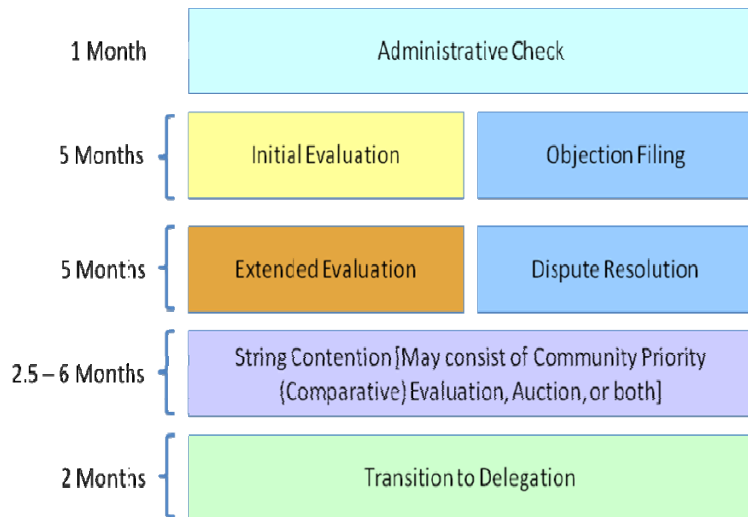 1 Month
Administrative Check
5 Months
Initial Evaluation
Objection Filing
5 Months
Extended Evaluation
Dispute Resolution
2.5 – 6 Months
String Contention [May consist of Community Priority
(Comparative) Evaluation, Auction, or both]
2 Months
Transition to Delegation